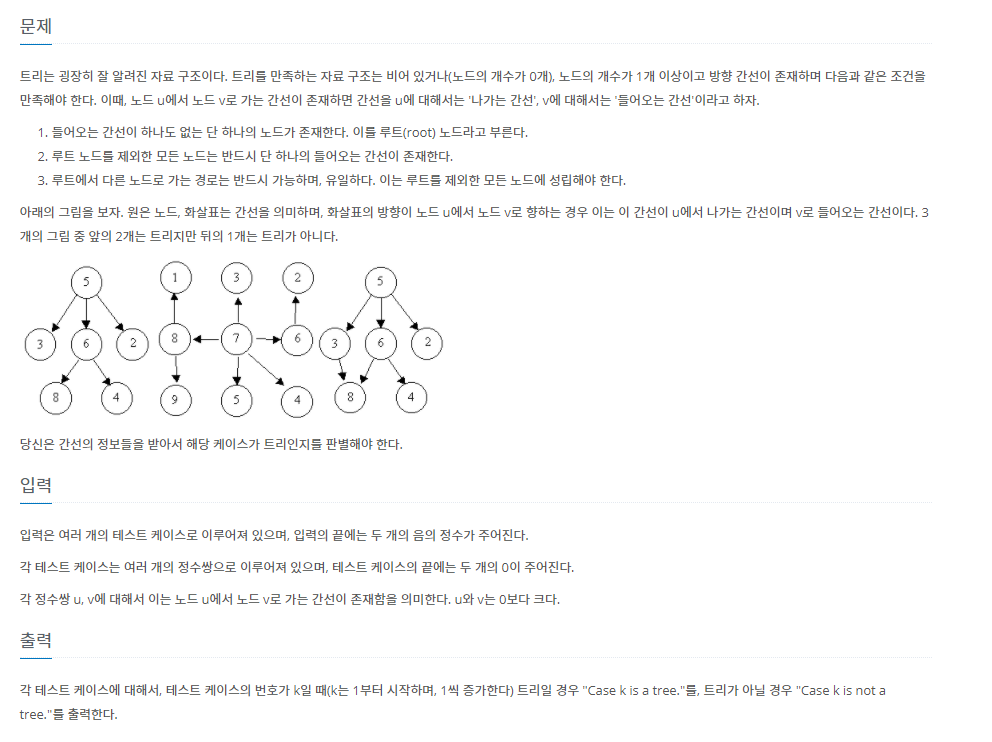 문제
트리는 굉장히 잘 알려진 자료 구조이다. 트리를 만족하는 자료 구조는 비어 있거나(노드의 개수가 0개), 노드의 개수가 1개 이상이고 방향 간선이 존재하며 다음과 같은 조건을
만족해야 한다. 이때, 노드 u에서 노드 v로 가는 간선이 존재하면 간선을 u에 대해서는 '나가는 간선', v에 대해서는 '들어오는 간선'이라고 하자.
1. 들어오는 간선이 하나도 없는 단 하나의 노드가 존재한다. 이를 루트(root) 노드라고 부른다.
2. 루트 노드를 제외한 모든 노드는 반드시 단 하나의 들어오는 간선이 존재한다.
3. 루트에서 다른 노드로 가는 경로는 반드시 가능하며, 유일하다. 이는 루트를 제외한 모든 노드에 성립해야 한다.
아래의 그림을 보자. 원은 노드, 화살표는 간선을 의미하며, 화살표의 방향이 노드 u에서 노드 v로 향하는 경우 이는 이 간선이 u에서 나가는 간선이며 v로 들어오는 간선이다. 3
개의 그림 중 앞의 2개는 트리지만 뒤의 1개는 트리가 아니다.
5 1 3 2 5
3 6 2 8 7 6 3 6 2
8 4 9 5 4 8 4
당신은 간선의 정보들을 받아서 해당 케이스가 트리인지를 판별해야 한다.
입력
입력은 여러 개의 테스트 케이스로 이루어져 있으며, 입력의 끝에는 두 개의 음의 정수가 주어진다.
각 테스트 케이스는 여러 개의 정수쌍으로 이루어져 있으며, 테스트 케이스의 끝에는 두 개의 0이 주어진다.
각 정수쌍 u, v에 대해서 이는 노드 u에서 노드 v로 가는 간선이 존재함을 의미한다. u와 v는 0보다 크다.
출력
각 테스트 케이스에 대해서, 테스트 케이스의 번호가 k일 때(k는 1부터 시작하며, 1씩 증가한다) 트리일 경우 "Case k is a tree."를, 트리가 아닐 경우 "Case k is not a
tree."를 출력한다.